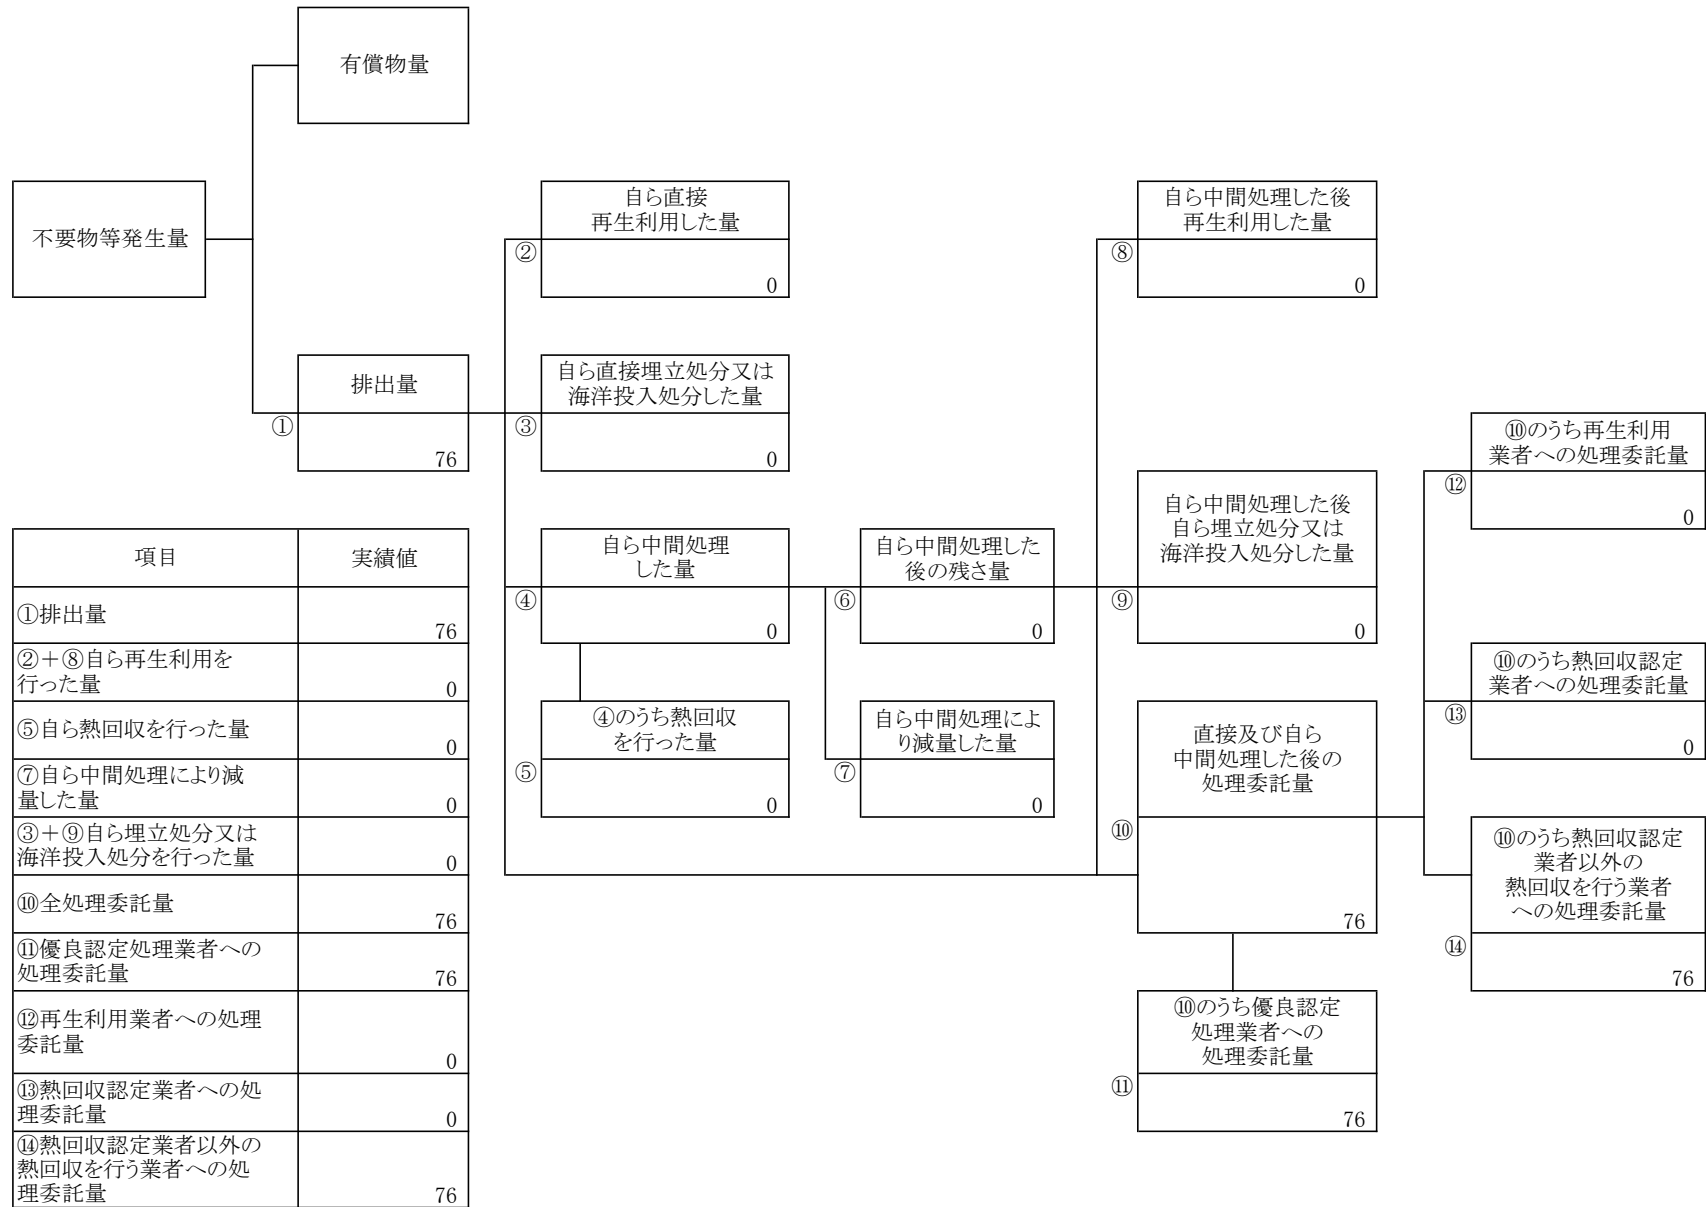 有償物量
不要物等発生量
自ら直接
再生利用した量
②
0
自ら中間処理した後
再生利用した量
⑧
0
排出量
①
76
自ら直接埋立処分又は
海洋投入処分した量
③
0
⑩のうち再生利用
業者への処理委託量
⑫
0
自ら中間処理した後
自ら埋立処分又は
海洋投入処分した量
⑨
0
自ら中間処理
した量
④
0
自ら中間処理した
後の残さ量
⑥
0
④のうち熱回収
を行った量
⑤
0
自ら中間処理によ
り減量した量
⑦
0
直接及び自ら
中間処理した後の
処理委託量
⑩
76
⑩のうち熱回収認定
業者への処理委託量
⑬
0
⑩のうち熱回収認定
業者以外の
熱回収を行う業者
への処理委託量
⑭
76
⑩のうち優良認定
処理業者への
処理委託量
⑪
76
項目 実績値
①排出量
76
②＋⑧自ら再生利用を
行った量 0
⑤自ら熱回収を行った量
0
⑦自ら中間処理により減
量した量 0
③＋⑨自ら埋立処分又は
海洋投入処分を行った量 0
⑩全処理委託量
76
⑪優良認定処理業者への
処理委託量 76
⑫再生利用業者への処理
委託量
0
⑬熱回収認定業者への処
理委託量 0
⑭熱回収認定業者以外の
熱回収を行う業者への処
理委託量 76